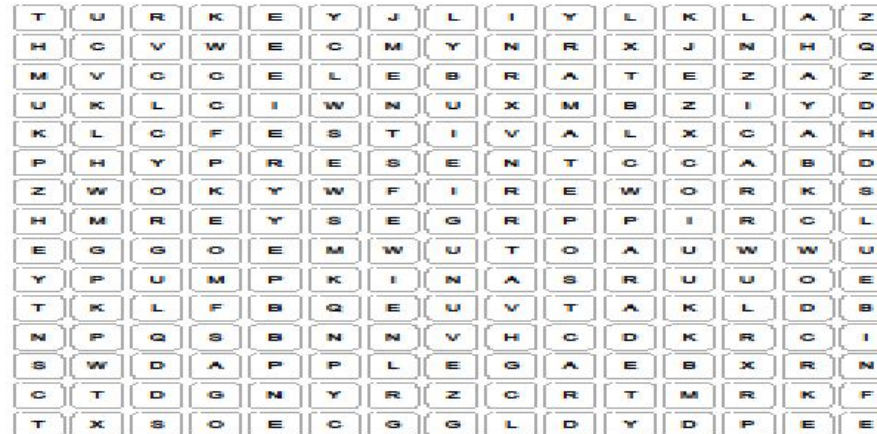 T U R K E Y J L I Y L K L A Z
H C V W E C M Y N R X J N H Q
M V C C E L E B R A T E Z A Z
U K L C I W N U X M B Z I Y D
K L C F E S T I V A L X C A H
P H Y P R E S E N T C C A B D
Z W O K Y W F I R E W O R K S
H M R E Y S E G R P P I R C L
E G G O E M W U T O A U W W U
Y P U M P K I N A S R U U O E
T K L F B Q E U V T A K L D B
N P Q S B N N V H C D K R C I
S W D A P P L E G A E B X R N
C T D G N Y R Z C R T M R K F
T X S O E C G G L D Y D P E E